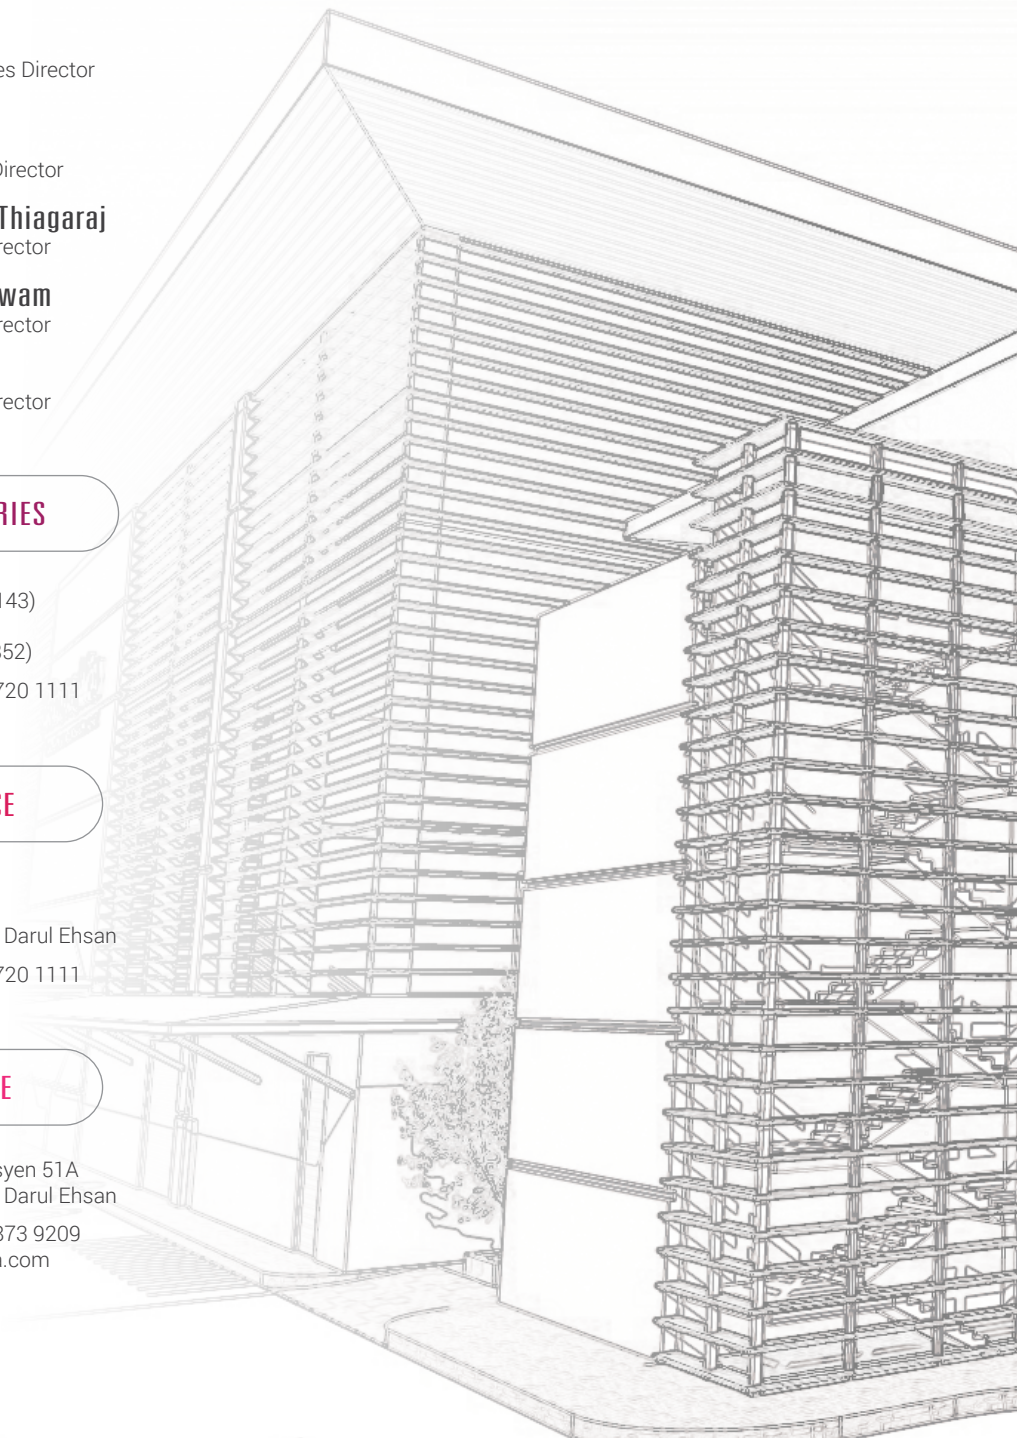 es Director
Director
Thiagaraj
rector
wam
rector
rector
RIES
143)
352)
720 1111
CE
Darul Ehsan
720 1111
E
syen 51A
Darul Ehsan
373 9209
.com